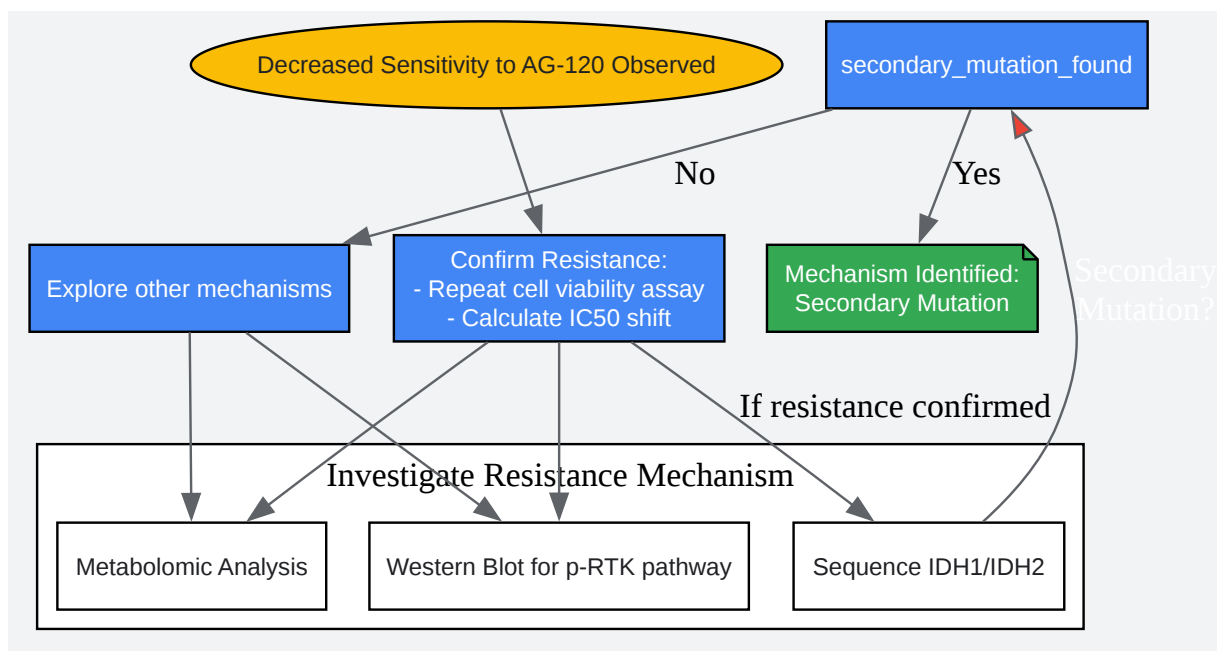 Decreased Sensitivity to AG-120 Observed
secondary_mutation_found
No
Yes
Explore other mechanisms
Confirm Resistance:
- Repeat cell viability assay
- Calculate IC50 shift
Mechanism Identified:
Secondary Mutation
Secondary
Mutation?
If resistance confirmed
Investigate Resistance Mechanism
Metabolomic Analysis
Western Blot for p-RTK pathway
Sequence IDH1/IDH2